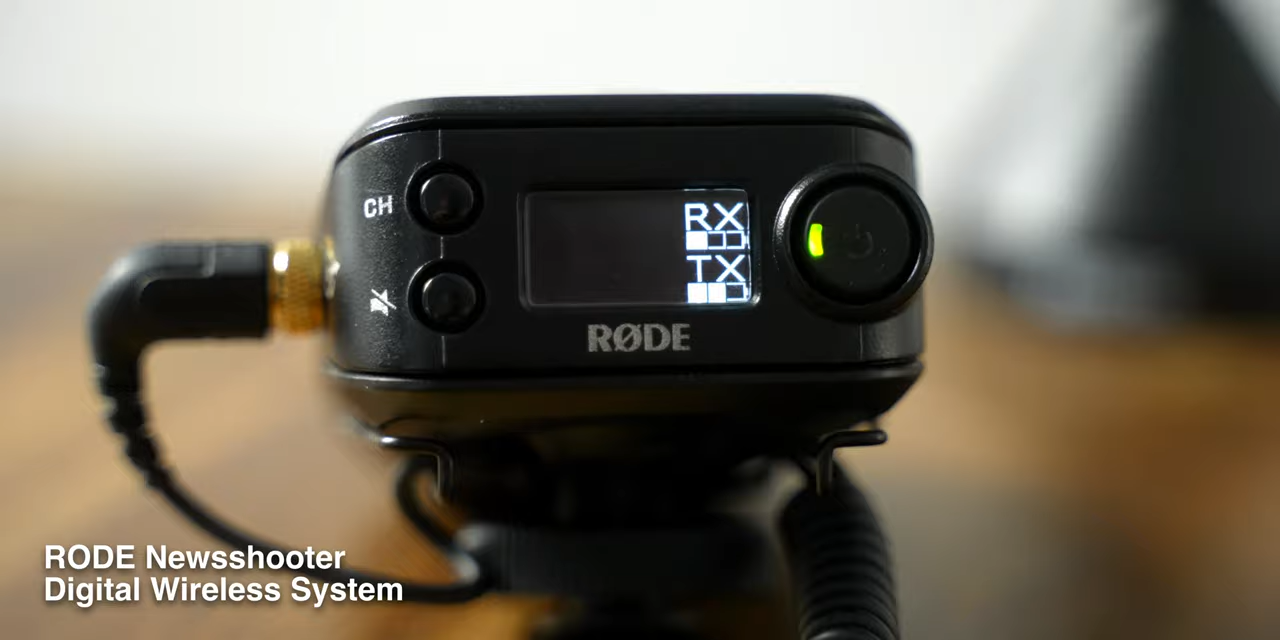 CH
RX
TX
RØDE
RODE Newsshooter
Digital Wireless System